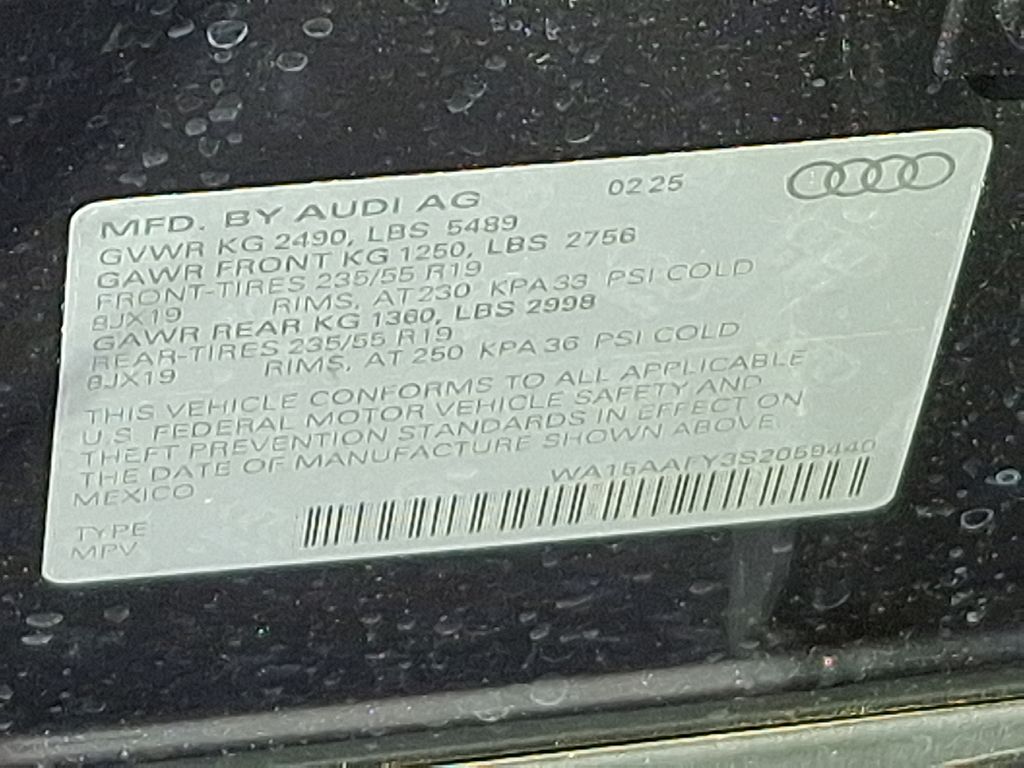 MFD. BY AUDI AG 02 25
GVWR KG 2490, LBS 5489
GAWR FRONT KG 1250, LBS 2756
FRONT-TIRES 235/55 R19
8JX19 RIMS, AT 230 KPA 33 PSI COLD
GAWR REAR KG 1360, LBS 2998
REAR-TIRES 235/55 R19
8JX19 RIMS, AT 250 KPA 36 PSI COLD
THIS VEHICLE CONFORMS TO ALL APPLICABLE
U.S. FEDERAL MOTOR VEHICLE SAFETY AND
THEFT PREVENTION STANDARDS IN EFFECT ON
THE DATE OF MANUFACTURE SHOWN ABOVE.
MEXICO WA15AAFY3S2059440
TYPE
MPV